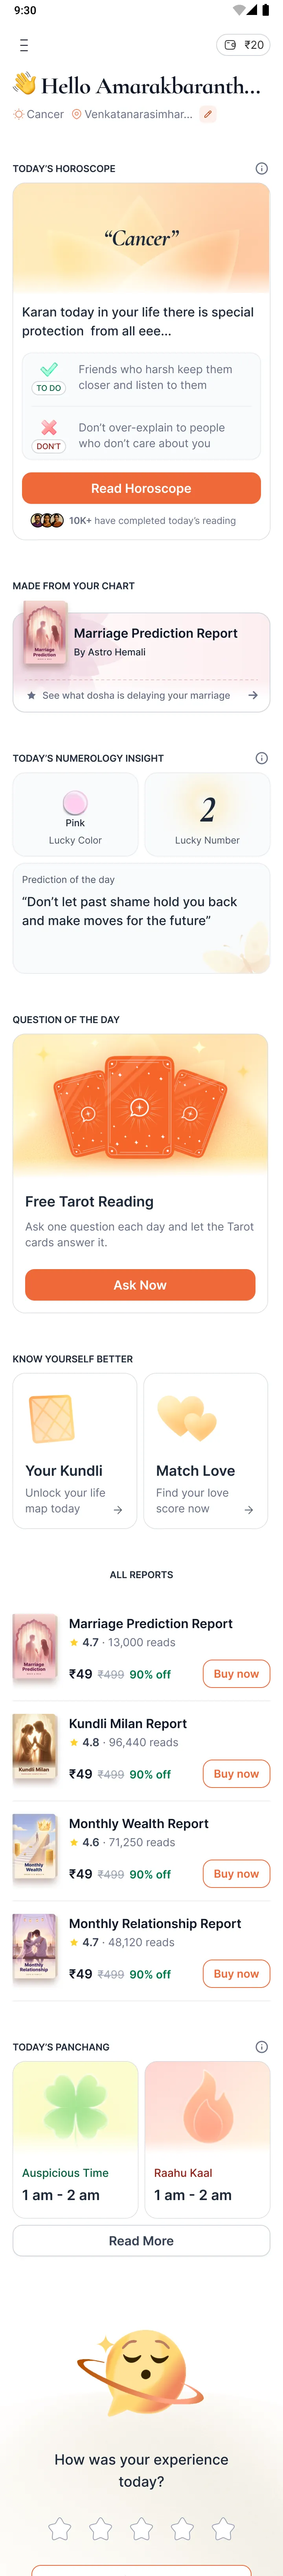 9:30
₹20
👋 Hello Amarakbaranth...
Cancer Venkatanarasimhar...
TODAY'S HOROSCOPE
“Cancer”
Karan today in your life there is special
protection from all eee...
TO DO
Friends who harsh keep them
closer and listen to them
DON'T
Don't over-explain to people
who don't care about you
Read Horoscope
10K+ have completed today's reading
MADE FROM YOUR CHART
Marriage
Prediction
Marriage Prediction Report
By Astro Hemali
See what dosha is delaying your marriage
TODAY'S NUMEROLOGY INSIGHT
Pink
Lucky Color
2
Lucky Number
Prediction of the day
“Don't let past shame hold you back
and make moves for the future”
QUESTION OF THE DAY
Free Tarot Reading
Ask one question each day and let the Tarot
cards answer it.
Ask Now
KNOW YOURSELF BETTER
Your Kundli
Unlock your life
map today
Match Love
Find your love
score now
ALL REPORTS
Marriage
Prediction
Marriage Prediction Report
4.7 · 13,000 reads
₹49 ₹499 90% off
Buy now
Kundli Milan
Kundli Milan Report
4.8 · 96,440 reads
₹49 ₹499 90% off
Buy now
Monthly
Wealth
Monthly Wealth Report
4.6 · 71,250 reads
₹49 ₹499 90% off
Buy now
Monthly
Relationship
Monthly Relationship Report
4.7 · 48,120 reads
₹49 ₹499 90% off
Buy now
TODAY'S PANCHANG
Auspicious Time
1 am - 2 am
Raahu Kaal
1 am - 2 am
Read More
How was your experience
today?